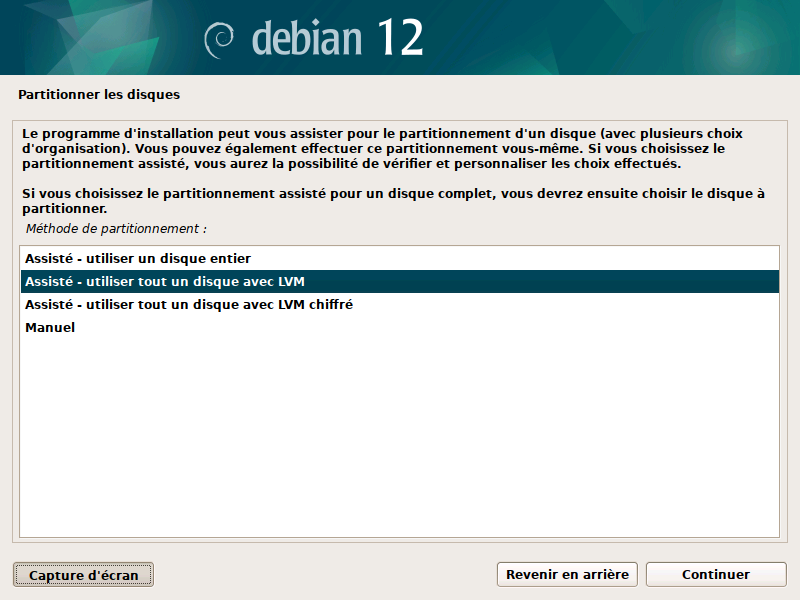 debian 12
Partitionner les disques
Le programme d'installation peut vous assister pour le partitionnement d'un disque (avec plusieurs choix
d'organisation). Vous pouvez également effectuer ce partitionnement vous-même. Si vous choisissez le
partitionnement assisté, vous aurez la possibilité de vérifier et personnaliser les choix effectués.
Si vous choisissez le partitionnement assisté pour un disque complet, vous devrez ensuite choisir le disque à
partitionner.
Méthode de partitionnement :
Assisté - utiliser un disque entier
Assisté - utiliser tout un disque avec LVM
Assisté - utiliser tout un disque avec LVM chiffré
Manuel
Capture d'écran
Revenir en arrière
Continuer